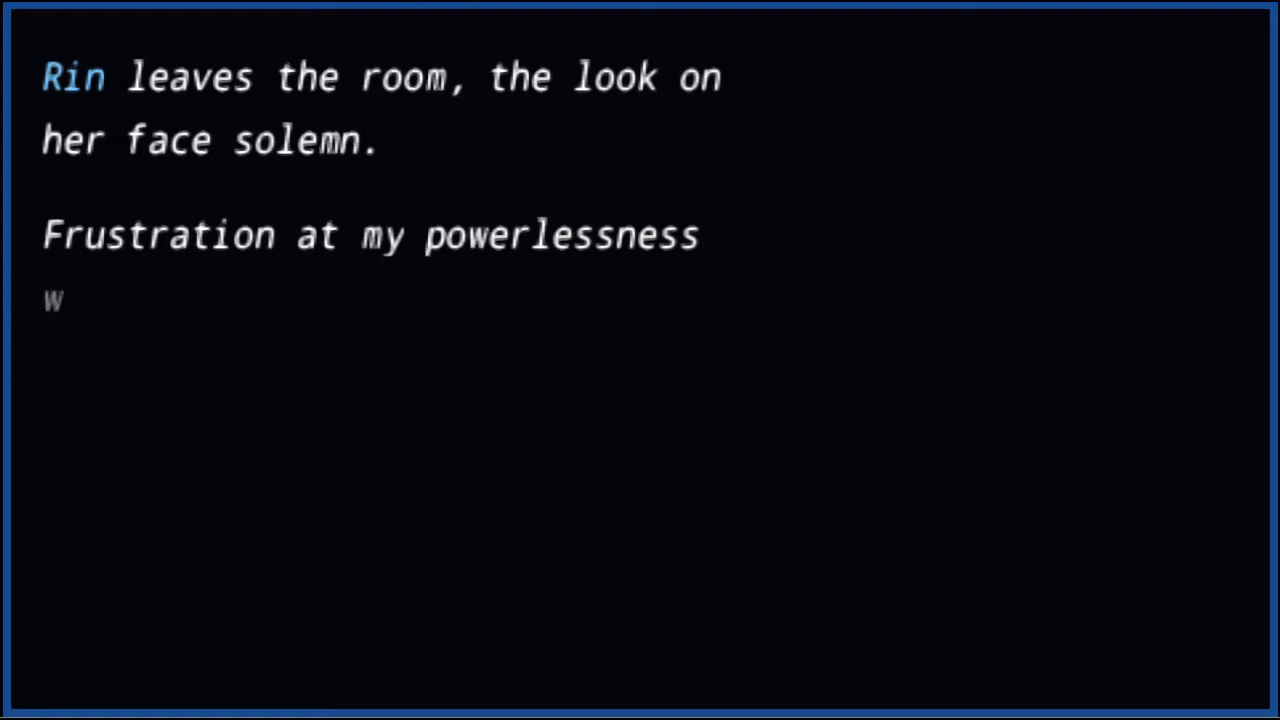 Rin leaves the room, the look on
her face solemn.
Frustration at my powerlessness
w